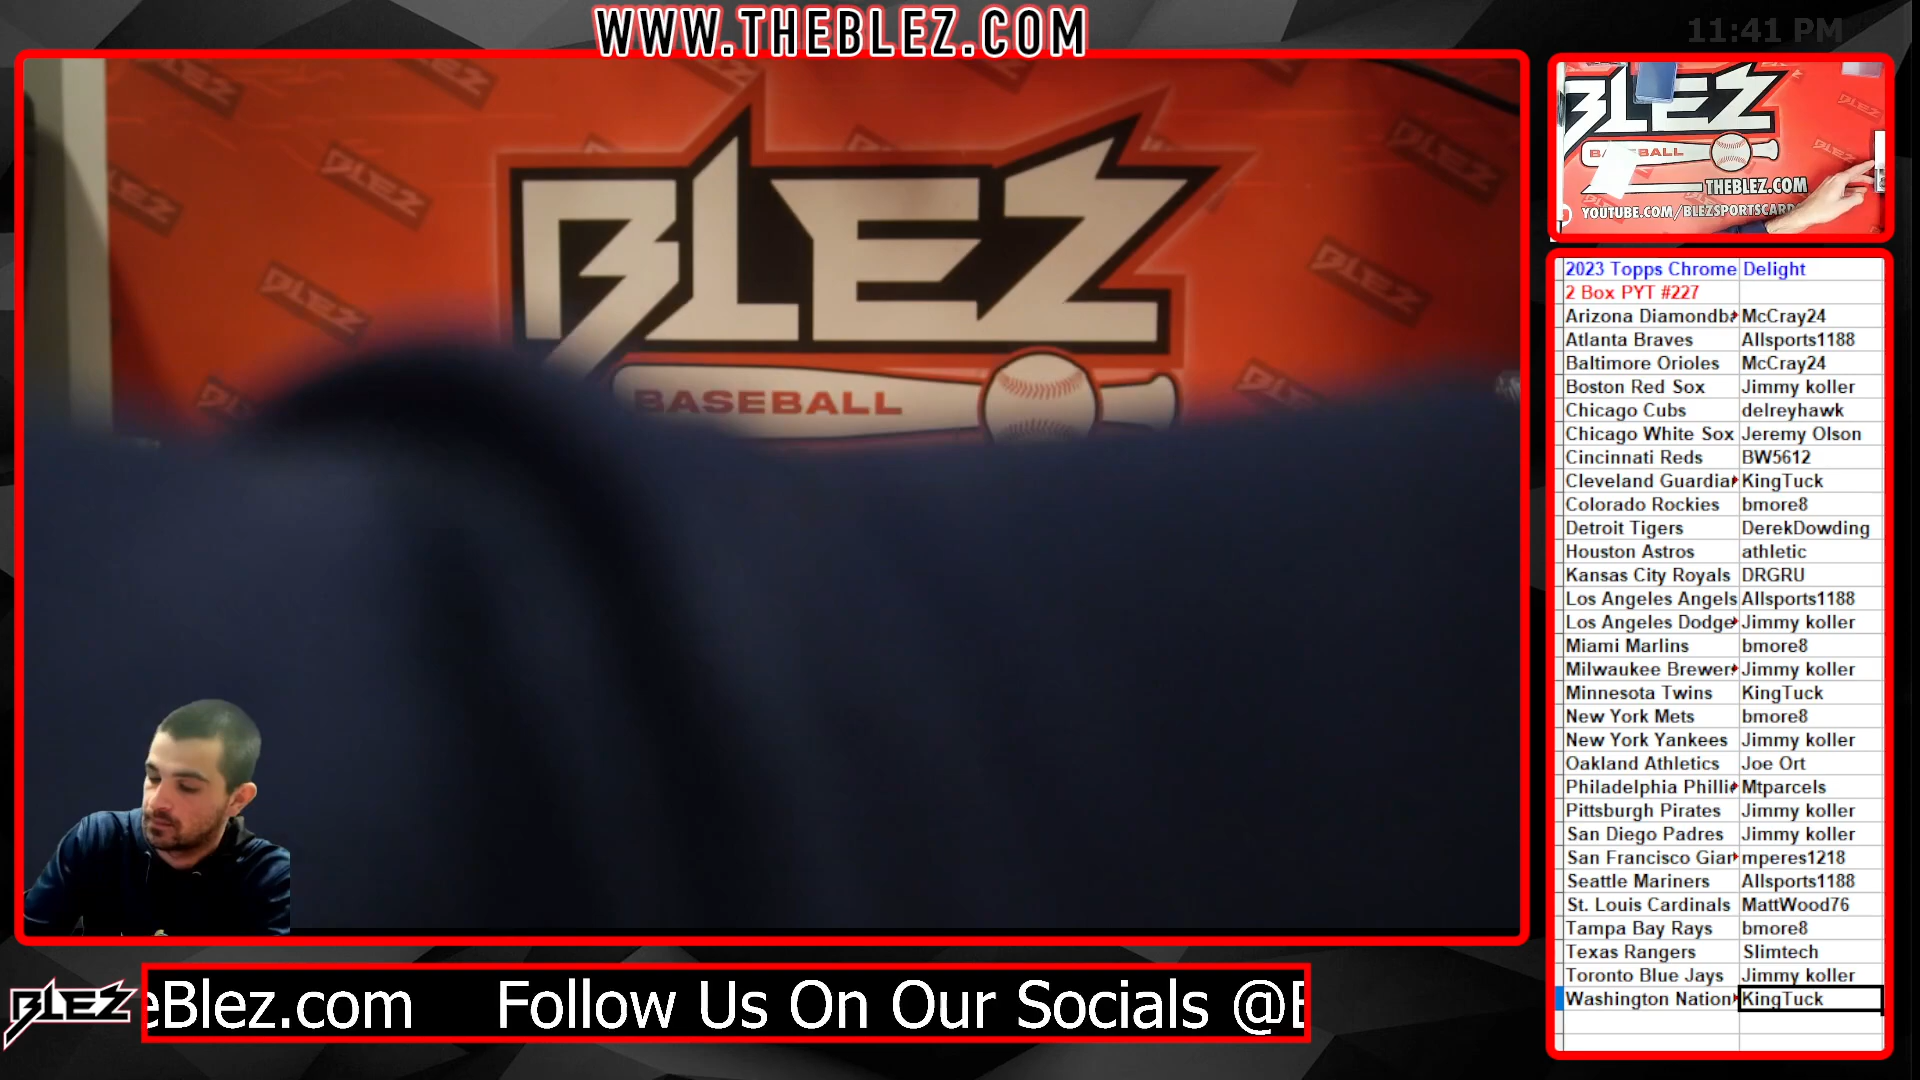 WWW.THEBLEZ.COM
11:41 PM
BLEZ
BASEBALL
BLEZ
THEBLEZ.COM
2023 Topps Chrome Delight
2 Box PYT #227
Arizona McCray24
Atlanta Braves Allsports1188
Baltimore Orioles McCray24
Boston Red Sox Jimmy koller
Chicago Cubs delreyhawk
Chicago White Sox Jeremy Olson
Cincinnati Reds BW5612
Cleveland KingTuck
Colorado Rockies bmore8
Detroit Tigers DerekDowding
Houston Astros athletic
Kansas City Royals DRGRU
Los Angeles Angels Allsports1188
Los Angeles Dodge Jimmy koller
Miami Marlins bmore8
Milwaukee Brewer Jimmy koller
Minnesota Twins KingTuck
New York Mets bmore8
New York Yankees Jimmy koller
Oakland Athletics Joe Ort
Philadelphia Philli Mtparcels
Pittsburgh Pirates Jimmy koller
San Diego Padres Jimmy koller
San Francisco mperes1218
Seattle Mariners Allsports1188
St. Louis Cardinals MattWood76
Tampa Bay Rays bmore8
Texas Rangers Slimtech
Toronto Blue Jays Jimmy koller
Washington Nation KingTuck
BLEZ
eBlez.com Follow Us On Our Socials @